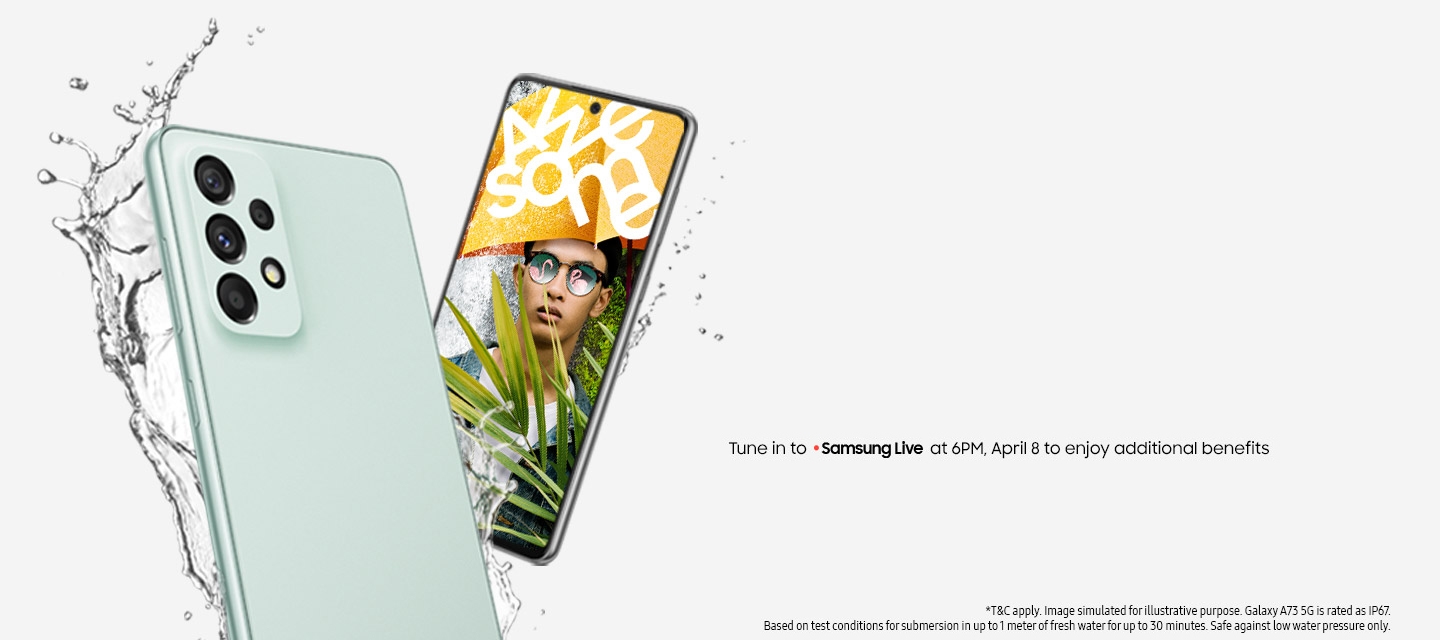 Awe
some
Tune in to • Samsung Live at 6PM, April 8 to enjoy additional benefits
*T&C apply. Image simulated for illustrative purpose. Galaxy A73 5G is rated as IP67.
Based on test conditions for submersion in up to 1 meter of fresh water for up to 30 minutes. Safe against low water pressure only.